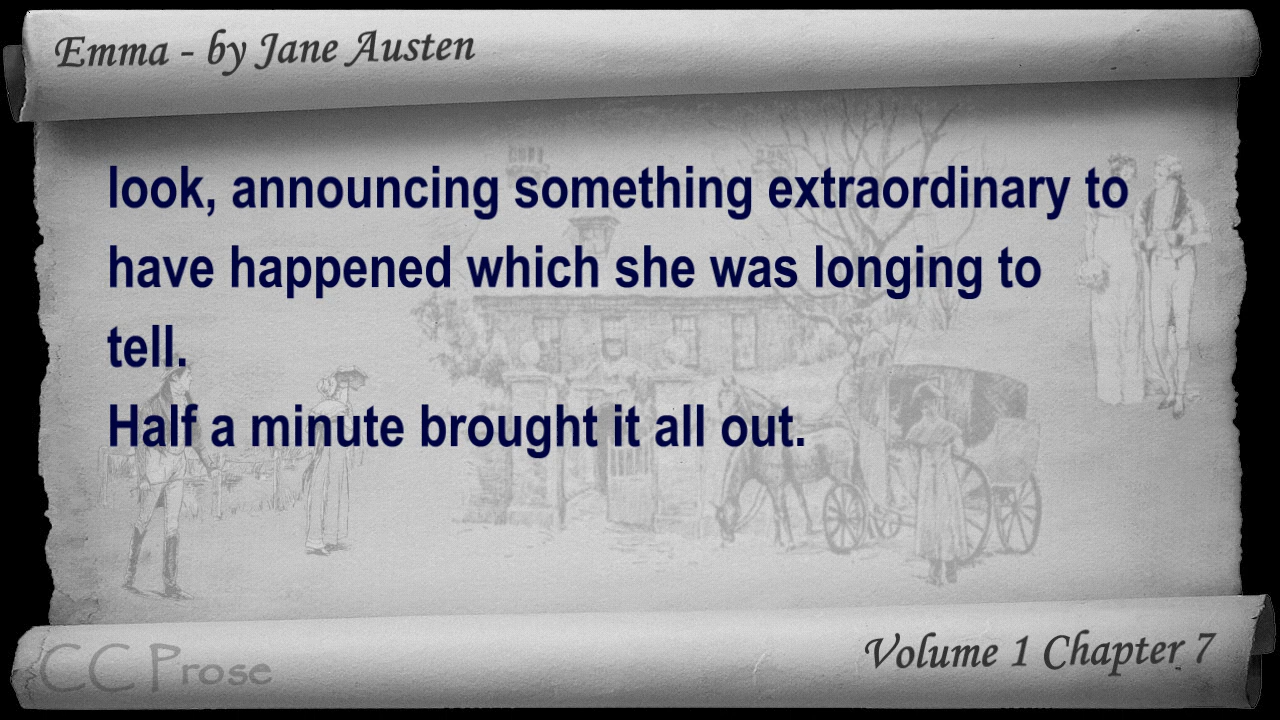 Emma - by Jane Austen
look, announcing something extraordinary to
have happened which she was longing to
tell.
Half a minute brought it all out.
CC Prose
Volume 1 Chapter 7